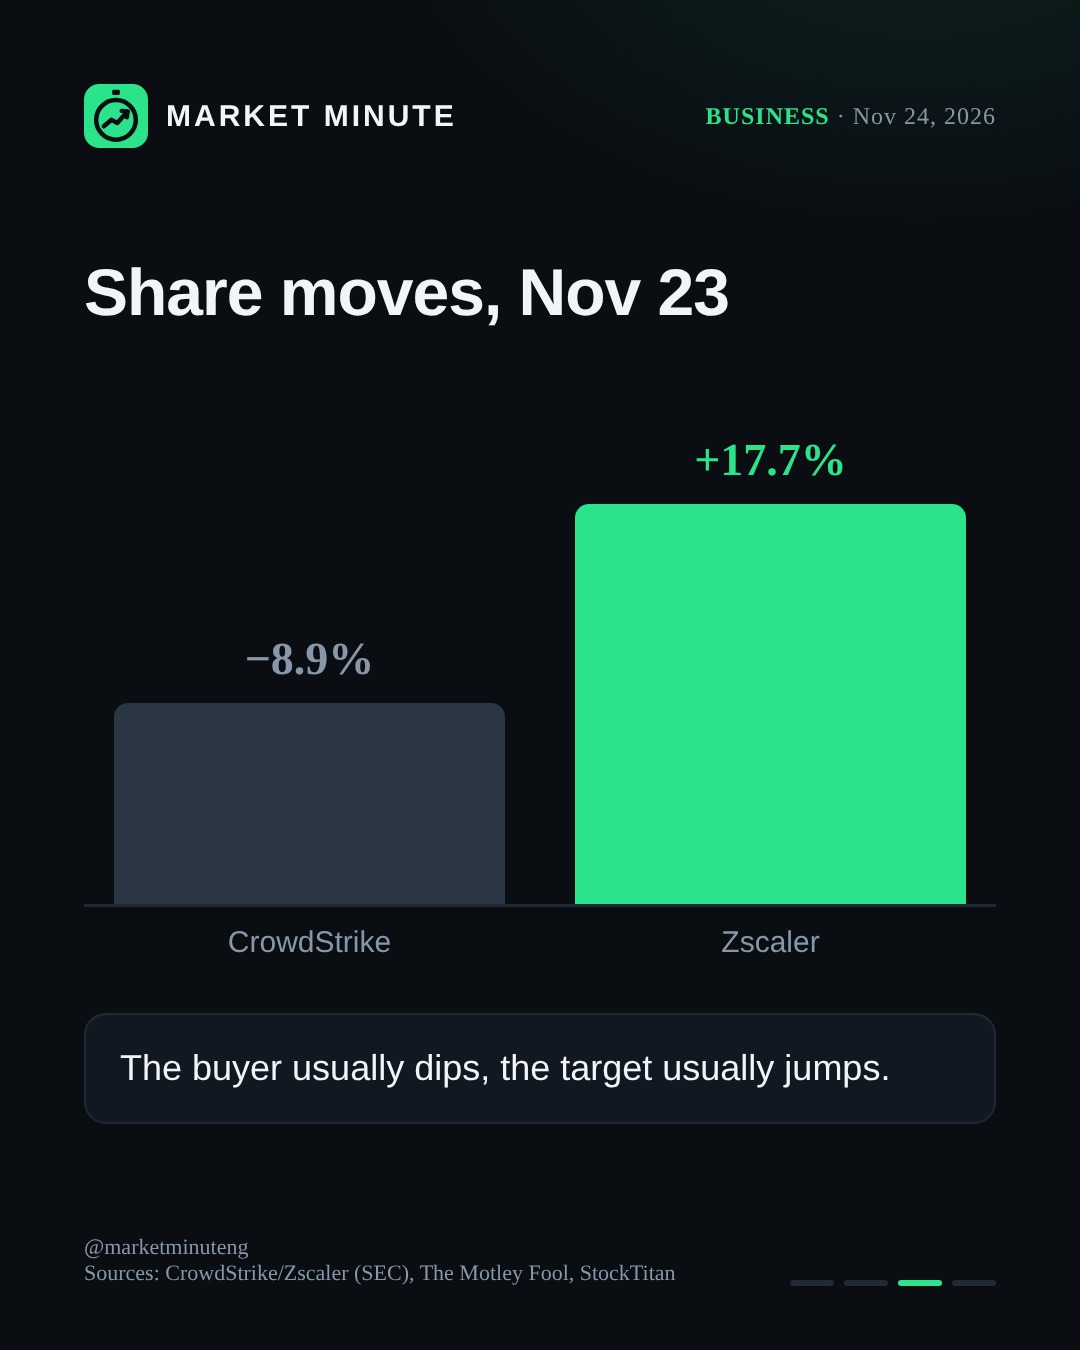 MARKET MINUTE
BUSINESS · Nov 24, 2026
Share moves, Nov 23
+17.7%
−8.9%
CrowdStrike
Zscaler
The buyer usually dips, the target usually jumps.
@marketminuteng
Sources: CrowdStrike/Zscaler (SEC), The Motley Fool, StockTitan